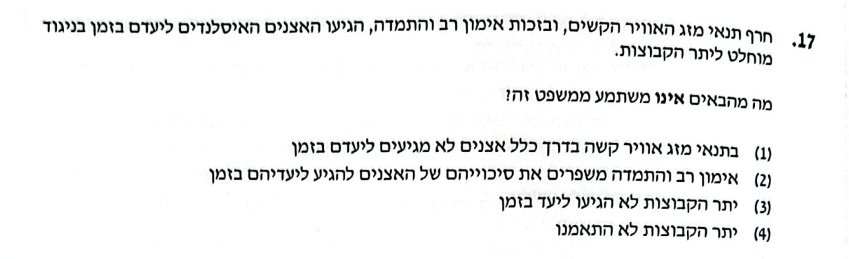 17. חרף תנאי מזג האוויר הקשים, ובזכות אימון רב והתמדה, הגיעו האצנים האיסלנדים ליעדם בזמן בניגוד
מוחלט ליתר הקבוצות.
מה מהבאים אינו משתמע ממשפט זה?
(1) בתנאי מזג אוויר קשה בדרך כלל אצנים לא מגיעים ליעדם בזמן
(2) אימון רב והתמדה משפרים את סיכוייהם של האצנים להגיע ליעדיהם בזמן
(3) יתר הקבוצות לא הגיעו ליעד בזמן
(4) יתר הקבוצות לא התאמנו